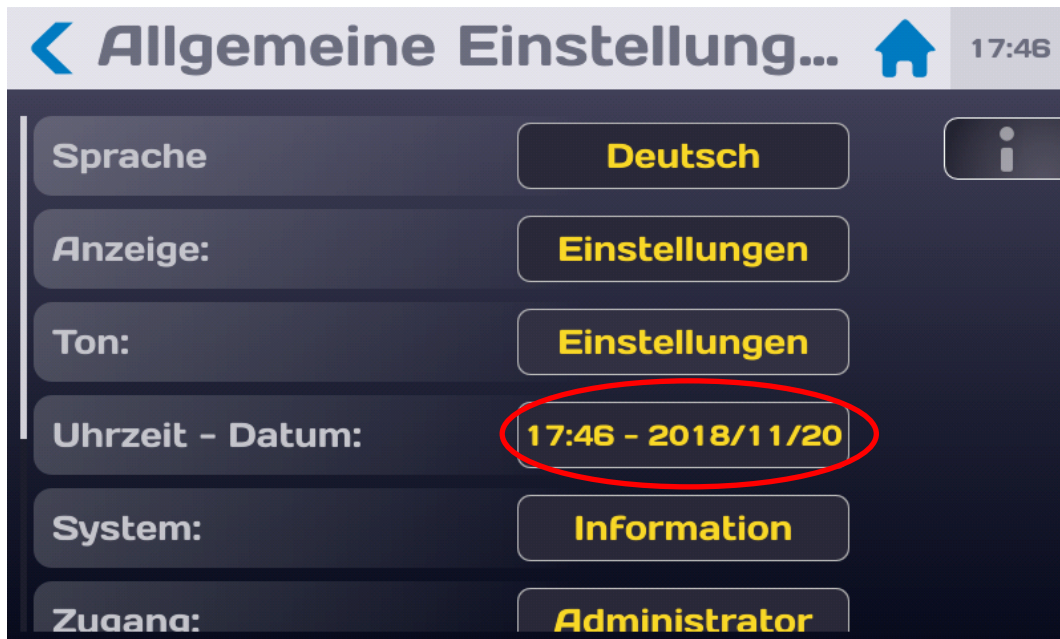 Allgemeine Einstellung... 17:46
Sprache Deutsch
Anzeige: Einstellungen
Ton: Einstellungen
Uhrzeit - Datum: 17:46 - 2018/11/20
System: Information
Zugang: Administrator